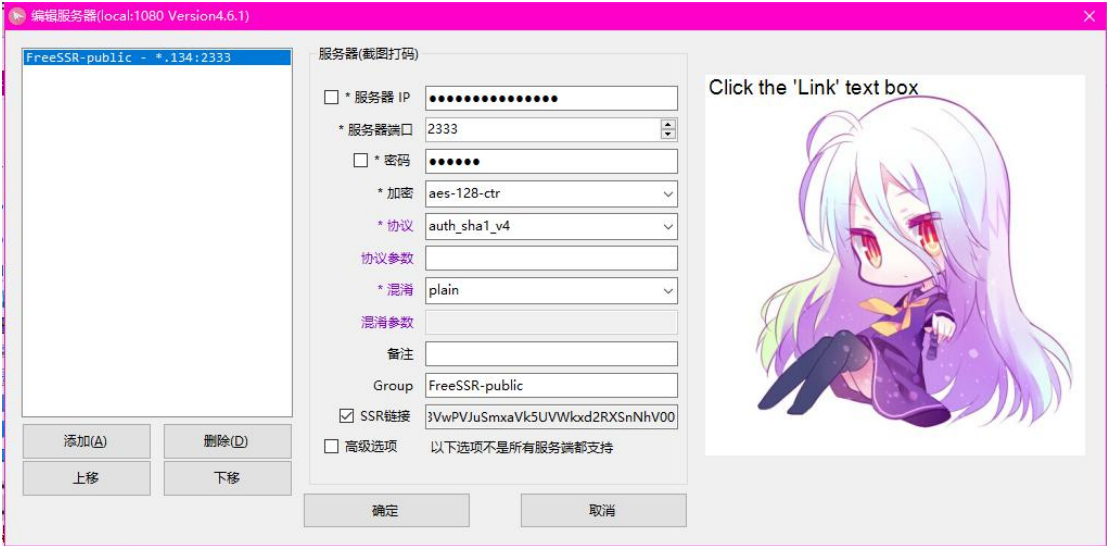 编辑服务器(local:1080 Version4.6.1)
FreeSSR-public - *.134:2333
添加(A)
删除(D)
上移
下移
服务器(截图打码)
* 服务器 IP ●●●●●●●●●●●●●●●
* 服务器端口 2333
* 密码 ●●●●●●
* 加密 aes-128-ctr
* 协议 auth_sha1_v4
协议参数
* 混淆 plain
混淆参数
备注
Group FreeSSR-public
SSR链接 3VwPVJuSmxaVk5UVWkxd2RXSnNhV00
高级选项 以下选项不是所有服务端都支持
确定
取消
Click the 'Link' text box